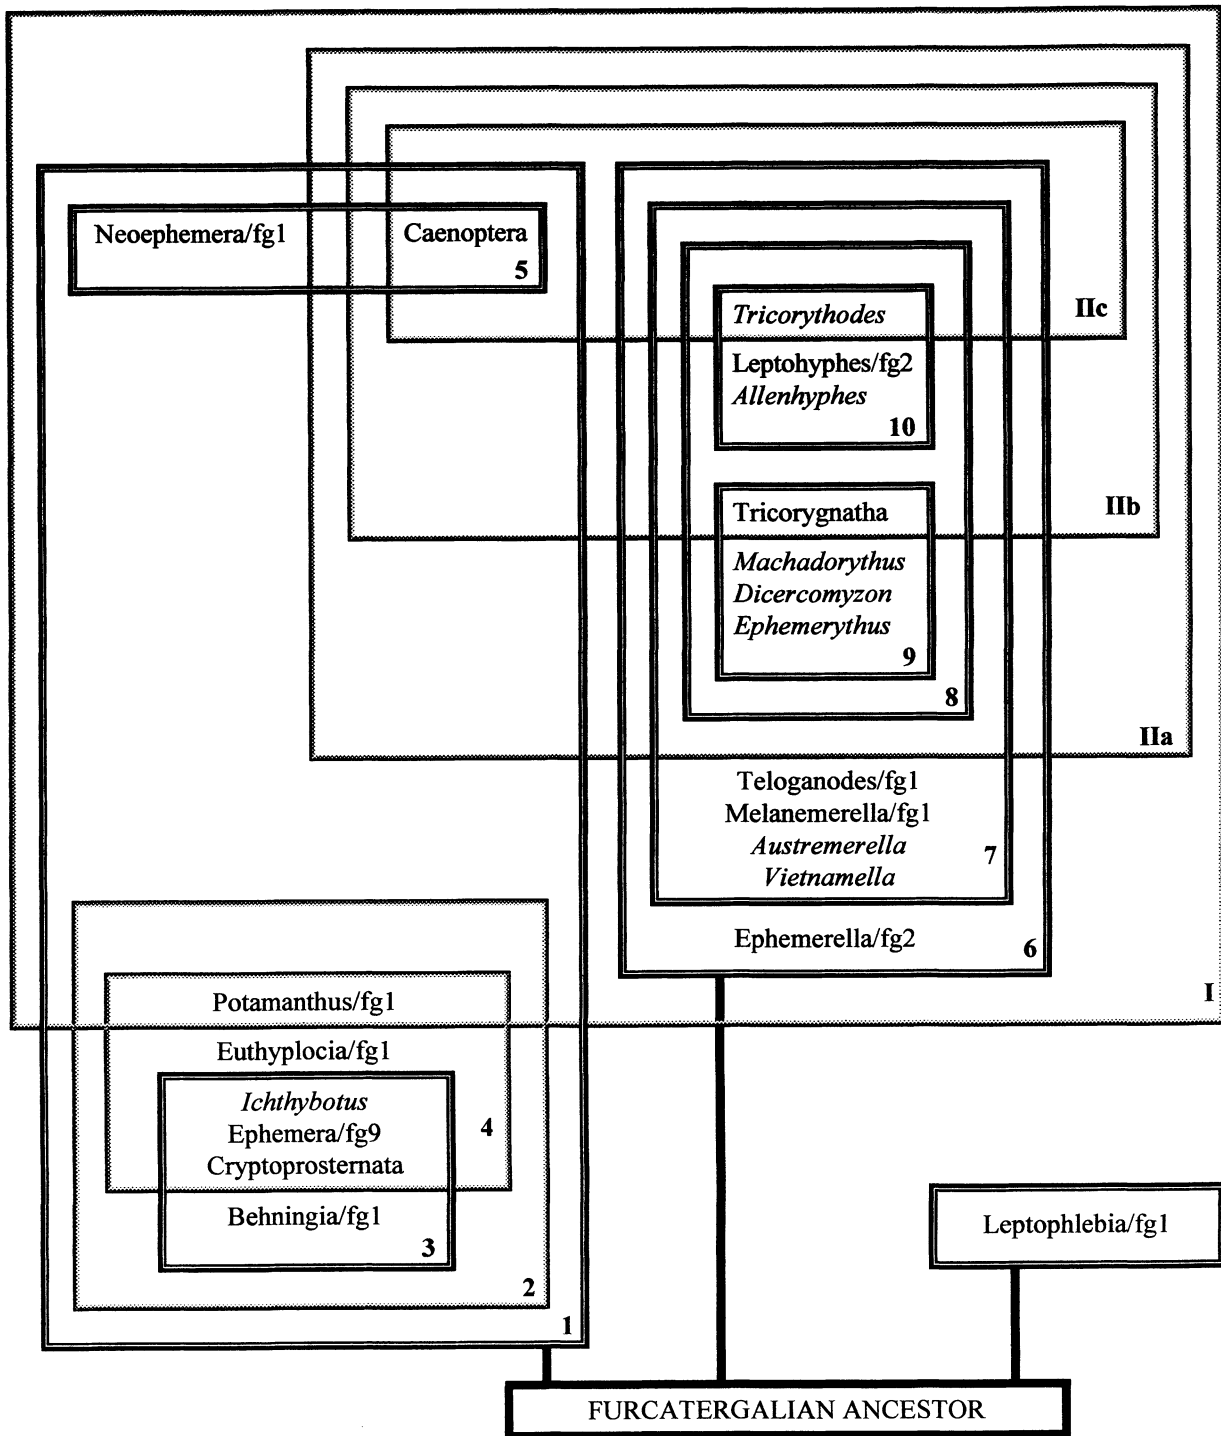 Neoephemera/fg1
Caenoptera
5
Tricorythodes
IIc
Leptohyphes/fg2
Allenhyphes
10
Tricorygnatha
IIb
Machadorythus
Dicercomyzon
Ephemerythus
9
8
IIa
Teloganodes/fg1
Melanemerella/fg1
Austremerella
7
Vietnamella
Ephemerella/fg2
6
I
Potamanthus/fg1
Euthyplocia/fg1
Ichthybotus
Ephemera/fg9
4
Cryptoprosternata
Behningia/fg1
3
2
1
Leptophlebia/fg1
FURCATERGALIAN ANCESTOR